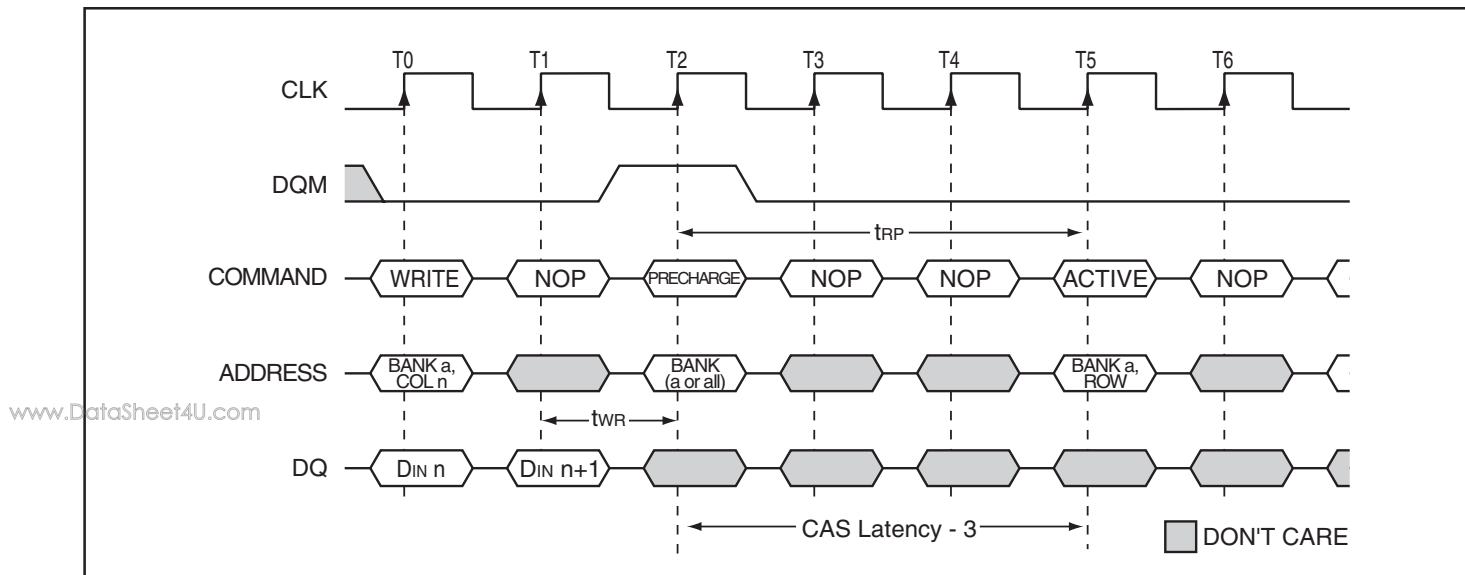 T0 T1 T2 T3 T4 T5 T6
CLK
DQM
tRP
COMMAND WRITE NOP PRECHARGE NOP NOP ACTIVE NOP
ADDRESS BANK a, COL n BANK (a or all) BANK a, ROW
www.DataSheet4U.com
tWR
DQ DIN n DIN n+1
CAS Latency - 3
DON'T CARE